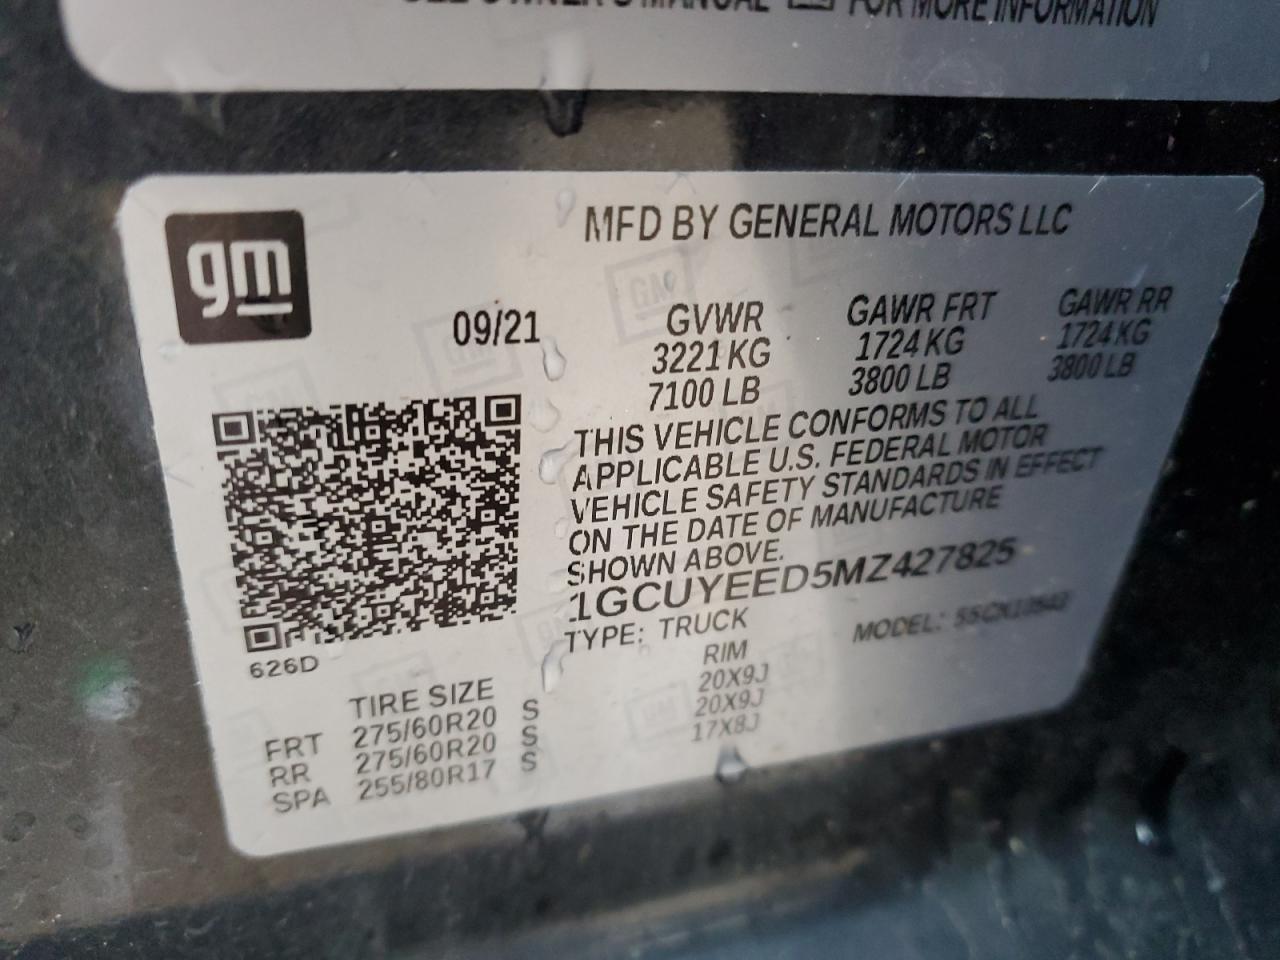 OWNER'S MANUAL FOR MORE INFORMATION
gm
MFD BY GENERAL MOTORS LLC
09/21
GVWR GAWR FRT GAWR RR
3221 KG 1724 KG 1724 KG
7100 LB 3800 LB 3800 LB
THIS VEHICLE CONFORMS TO ALL
APPLICABLE U.S. FEDERAL MOTOR
VEHICLE SAFETY STANDARDS IN EFFECT
ON THE DATE OF MANUFACTURE
SHOWN ABOVE.
1GCUYEED5MZ427825
TYPE: TRUCK MODEL:
626D
TIRE SIZE RIM
FRT 275/60R20 S 20X9J
RR 275/60R20 S 20X9J
SPA 255/80R17 S 17X8J